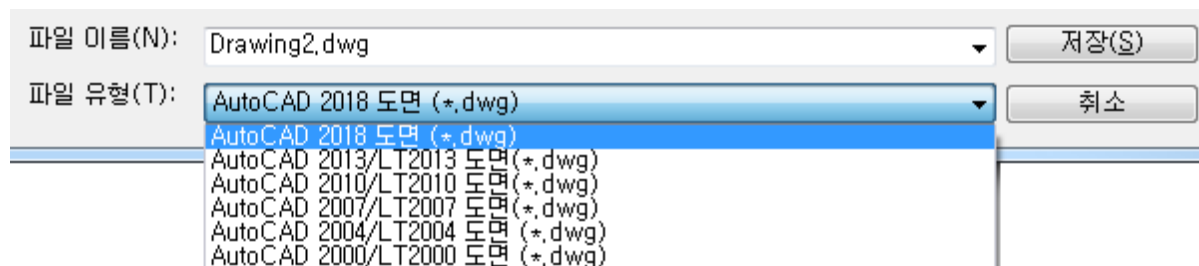 파일 이름(N): Drawing2.dwg 저장(S)
파일 유형(T): AutoCAD 2018 도면 (*.dwg) 취소
AutoCAD 2018 도면 (*.dwg)
AutoCAD 2013/LT2013 도면(*.dwg)
AutoCAD 2010/LT2010 도면(*.dwg)
AutoCAD 2007/LT2007 도면(*.dwg)
AutoCAD 2004/LT2004 도면 (*.dwg)
AutoCAD 2000/LT2000 도면 (*.dwg)